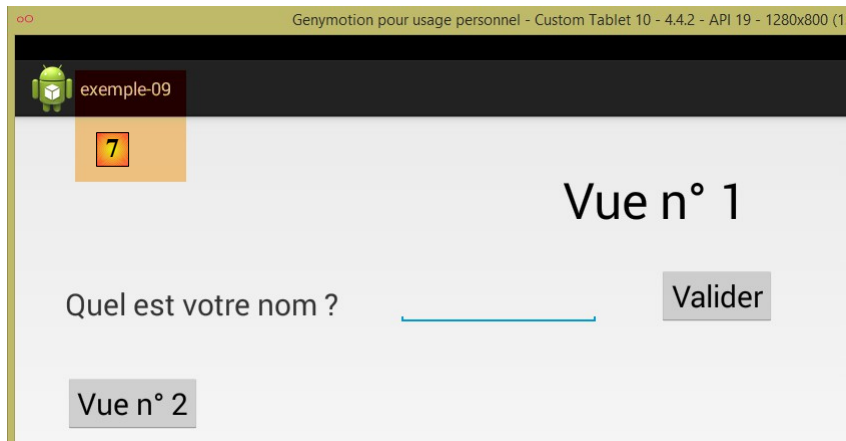 Genymotion pour usage personnel - Custom Tablet 10 - 4.4.2 - API 19 - 1280x800 (1
exemple-09
7
Vue n° 1
Quel est votre nom ?
Valider
Vue n° 2